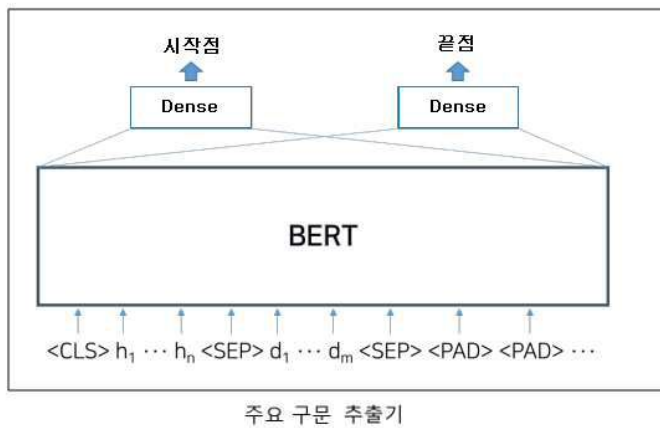 시작점 끝점
Dense Dense
BERT
<CLS> h₁ ⋯ hₙ <SEP> d₁ ⋯ dₘ <SEP> <PAD> <PAD> ⋯
주요 구문 추출기